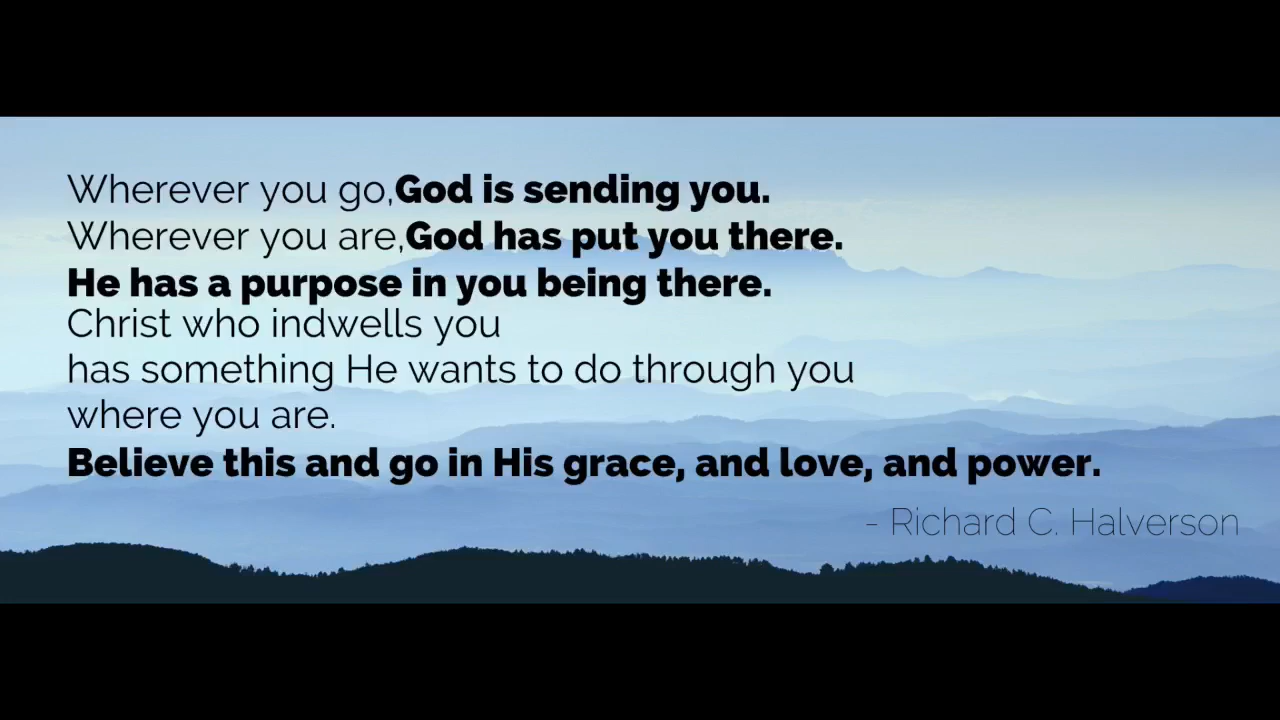 Wherever you go,God is sending you.
Wherever you are,God has put you there.
He has a purpose in you being there.
Christ who indwells you
has something He wants to do through you
where you are.
Believe this and go in His grace, and love, and power.
- Richard C. Halverson